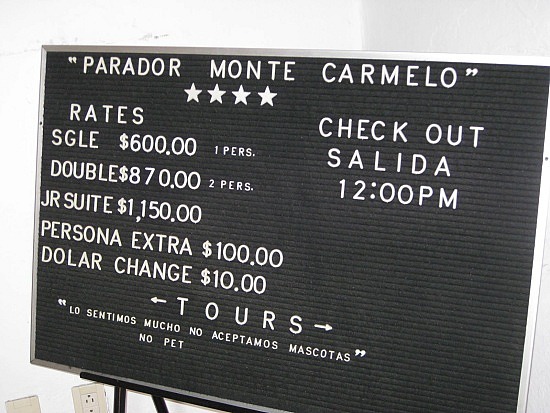 "PARADOR MONTE CARMELO"
★★★★
RATES
SGLE $600.00 1 PERS.
DOUBLE $870.00 2 PERS.
JR SUITE $1,150.00
PERSONA EXTRA $100.00
DOLAR CHANGE $10.00
CHECK OUT
SALIDA
12:00PM
←TOURS→
"LO SENTIMOS MUCHO NO ACEPTAMOS MASCOTAS"
NO PET